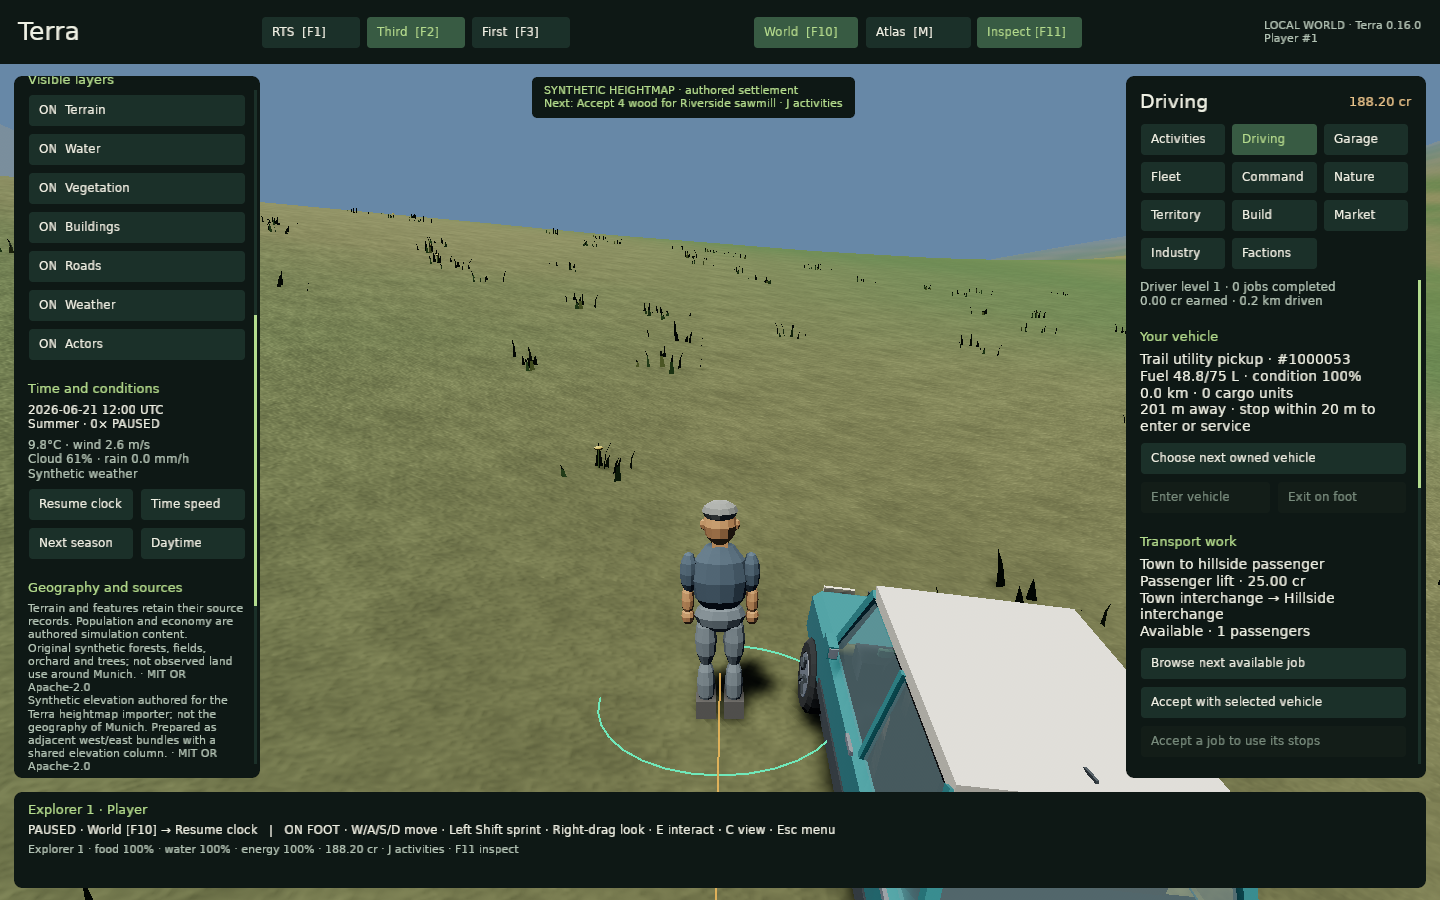 Terra
RTS [F1]
Third [F2]
First [F3]
World [F10]
Atlas [M]
Inspect [F11]
LOCAL WORLD · Terra 0.16.0
Player #1
SYNTHETIC HEIGHTMAP · authored settlement
Next: Accept 4 wood for Riverside sawmill · J activities
Visible layers
ON Terrain
ON Water
ON Vegetation
ON Buildings
ON Roads
ON Weather
ON Actors
Time and conditions
2026-06-21 12:00 UTC
Summer · 0× PAUSED
9.8°C · wind 2.6 m/s
Cloud 61% · rain 0.0 mm/h
Synthetic weather
Resume clock
Time speed
Next season
Daytime
Geography and sources
Terrain and features retain their source
records. Population and economy are
authored simulation content.
Original synthetic forests, fields,
orchard and trees; not observed land
use around Munich. · MIT OR
Apache-2.0
Synthetic elevation authored for the
Terra heightmap importer; not the
geography of Munich. Prepared as
adjacent west/east bundles with a
shared elevation column. · MIT OR
Apache-2.0
Driving
188.20 cr
Activities
Driving
Garage
Fleet
Command
Nature
Territory
Build
Market
Industry
Factions
Driver level 1 · 0 jobs completed
0.00 cr earned · 0.2 km driven
Your vehicle
Trail utility pickup · #1000053
Fuel 48.8/75 L · condition 100%
0.0 km · 0 cargo units
201 m away · stop within 20 m to
enter or service
Choose next owned vehicle
Enter vehicle
Exit on foot
Transport work
Town to hillside passenger
Passenger lift · 25.00 cr
Town interchange → Hillside
interchange
Available · 1 passengers
Browse next available job
Accept with selected vehicle
Accept a job to use its stops
Explorer 1 · Player
PAUSED · World [F10] → Resume clock | ON FOOT · W/A/S/D move · Left Shift sprint · Right-drag look · E interact · C view · Esc menu
Explorer 1 · food 100% · water 100% · energy 100% · 188.20 cr · J activities · F11 inspect